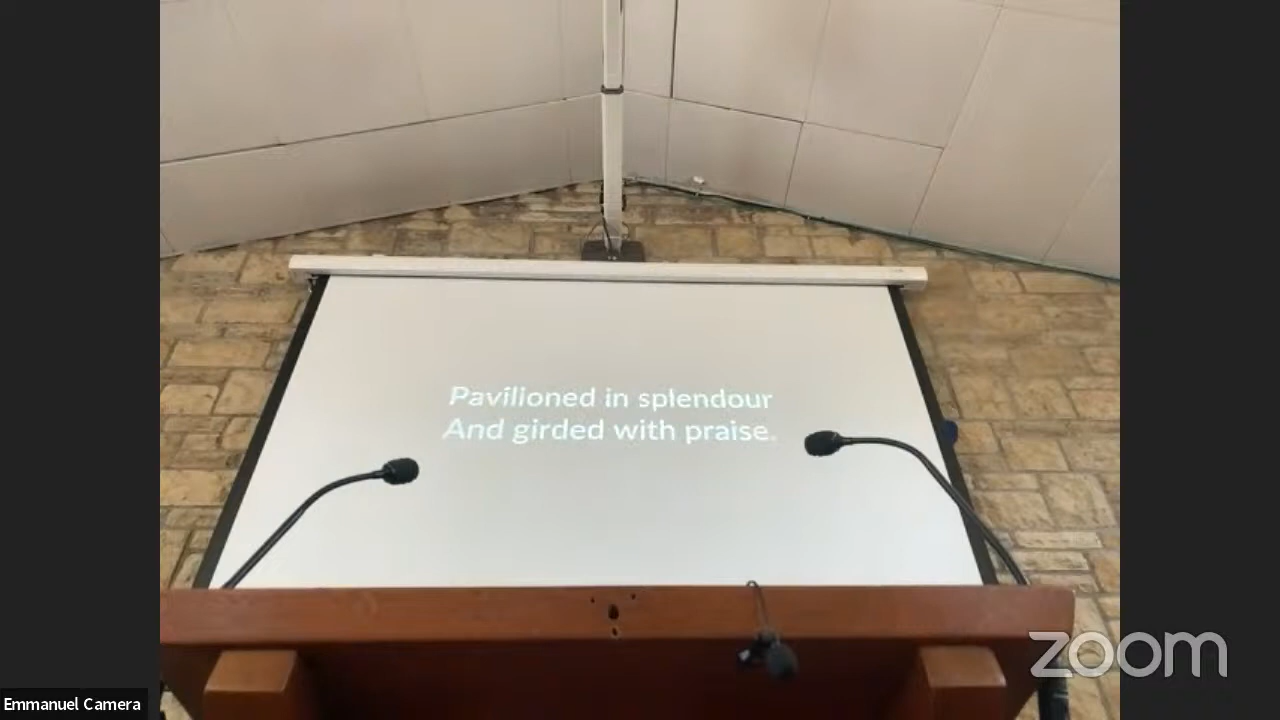 Pavilioned in splendour
And girded with praise.
zoom
Emmanuel Camera